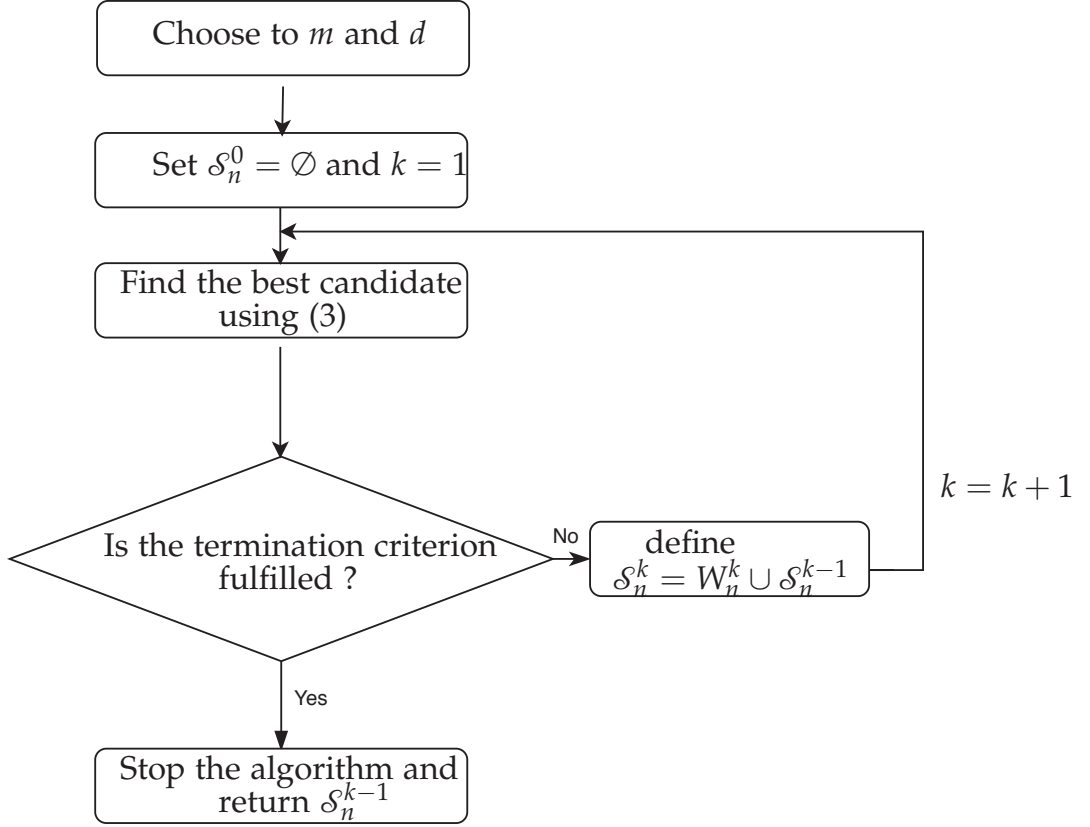 Choose to m and d
Set 𝒮_n^0 = ∅ and k = 1
Find the best candidate
using (3)
Is the termination criterion
fulfilled ?
No
define
𝒮_n^k = W_n^k ∪ 𝒮_n^{k−1}
k = k + 1
Yes
Stop the algorithm and
return 𝒮_n^{k−1}